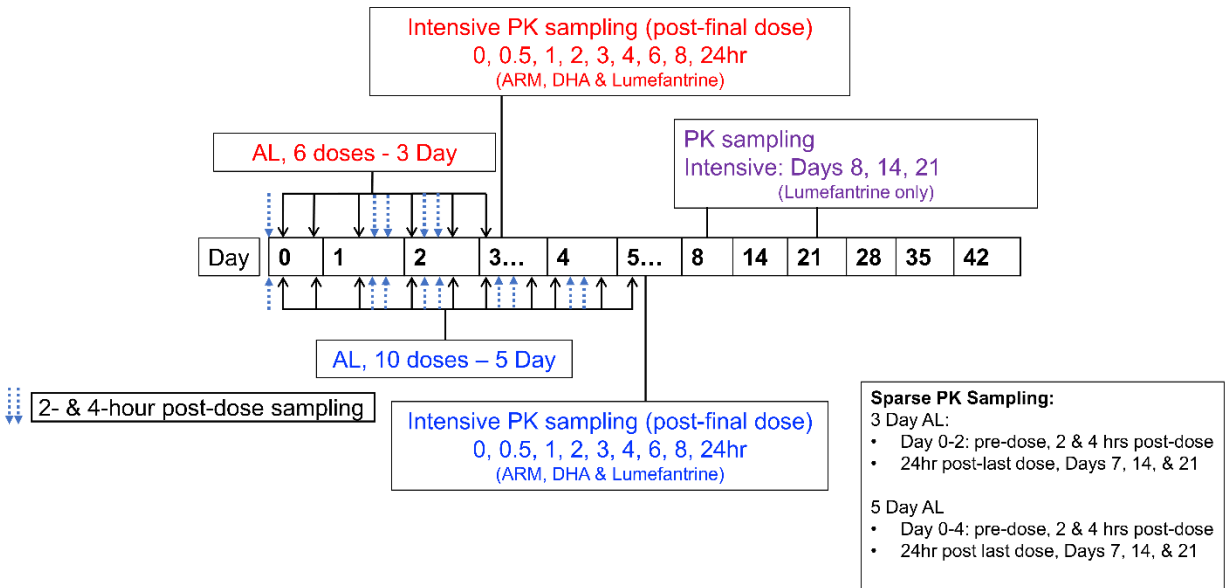 Intensive PK sampling (post-final dose)
0, 0.5, 1, 2, 3, 4, 6, 8, 24hr
(ARM, DHA & Lumefantrine)
AL, 6 doses - 3 Day
PK sampling
Intensive: Days 8, 14, 21
(Lumefantrine only)
Day 0 1 2 3... 4 5... 8 14 21 28 35 42
AL, 10 doses – 5 Day
2- & 4-hour post-dose sampling
Intensive PK sampling (post-final dose)
0, 0.5, 1, 2, 3, 4, 6, 8, 24hr
(ARM, DHA & Lumefantrine)
Sparse PK Sampling:
3 Day AL:
• Day 0-2: pre-dose, 2 & 4 hrs post-dose
• 24hr post-last dose, Days 7, 14, & 21
5 Day AL
• Day 0-4: pre-dose, 2 & 4 hrs post-dose
• 24hr post last dose, Days 7, 14, & 21